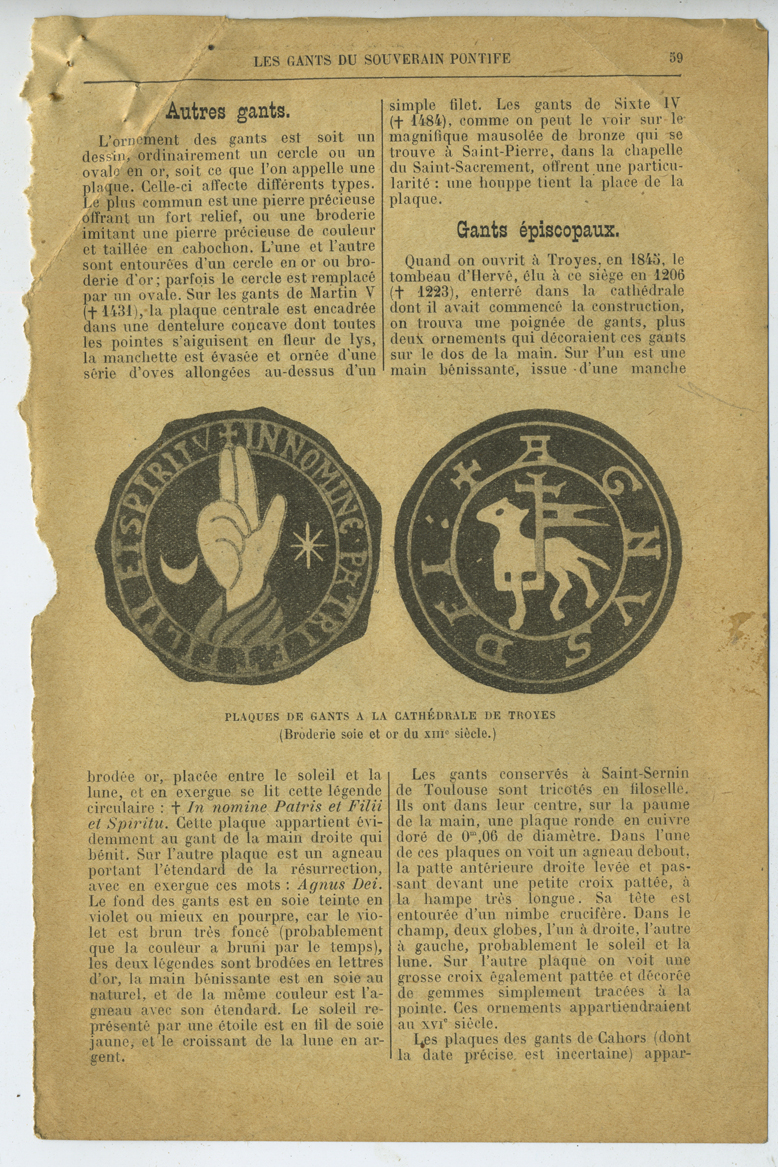 LES GANTS DU SOUVERAIN PONTIFE 59
Autres gants.
L'ornement des gants est soit un
dessin, ordinairement un cercle ou un
ovale en or, soit ce que l'on appelle une
plaque. Celle-ci affecte différents types.
Le plus commun est une pierre précieuse
offrant un fort relief, ou une broderie
imitant une pierre précieuse de couleur
et taillée en cabochon. L'une et l'autre
sont entourées d'un cercle en or ou bro-
derie d'or; parfois le cercle est remplacé
par un ovale. Sur les gants de Martin V
(† 1431), la plaque centrale est encadrée
dans une dentelure concave dont toutes
les pointes s'aiguisent en fleur de lys,
la manchette est évasée et ornée d'une
série d'oves allongées au-dessus d'un
simple filet. Les gants de Sixte IV
(† 1484), comme on peut le voir sur le
magnifique mausolée de bronze qui se
trouve à Saint-Pierre, dans la chapelle
du Saint-Sacrement, offrent une particu-
larité : une houppe tient la place de la
plaque.
Gants épiscopaux.
Quand on ouvrit à Troyes, en 1845, le
tombeau d'Hervé, élu à ce siège en 1206
(† 1223), enterré dans la cathédrale
dont il avait commencé la construction,
on trouva une poignée de gants, plus
deux ornements qui décoraient ces gants
sur le dos de la main. Sur l'un est une
main bénissante, issue d'une manche
✝ IN NOMINE PATRI E FILII ET SPIRITV
✝ AGNVS DEI
PLAQUES DE GANTS A LA CATHÉDRALE DE TROYES
(Broderie soie et or du XIIIe siècle.)
brodée or, placée entre le soleil et la
lune, et en exergue se lit cette légende
circulaire : † In nomine Patris et Filii
et Spiritu. Cette plaque appartient évi-
demment au gant de la main droite qui
bénit. Sur l'autre plaque est un agneau
portant l'étendard de la résurrection,
avec en exergue ces mots : Agnus Dei.
Le fond des gants est en soie teinte en
violet ou mieux en pourpre, car le vio-
let est brun très foncé (probablement
que la couleur a bruni par le temps),
les deux légendes sont brodées en lettres
d'or, la main bénissante est en soie au
naturel, et de la même couleur est l'a-
gneau avec son étendard. Le soleil re-
présenté par une étoile est en fil de soie
jaune, et le croissant de la lune en ar-
gent.
Les gants conservés à Saint-Sernin
de Toulouse sont tricotés en filoselle.
Ils ont dans leur centre, sur la paume
de la main, une plaque ronde en cuivre
doré de 0m,06 de diamètre. Dans l'une
de ces plaques on voit un agneau debout,
la patte antérieure droite levée et pas-
sant devant une petite croix pattée, à
la hampe très longue. Sa tête est
entourée d'un nimbe crucifère. Dans le
champ, deux globes, l'un à droite, l'autre
à gauche, probablement le soleil et la
lune. Sur l'autre plaque on voit une
grosse croix également pattée et décorée
de gemmes simplement tracées à la
pointe. Ces ornements appartiendraient
au XVIe siècle.
Les plaques des gants de Cahors (dont
la date précise est incertaine) appar-